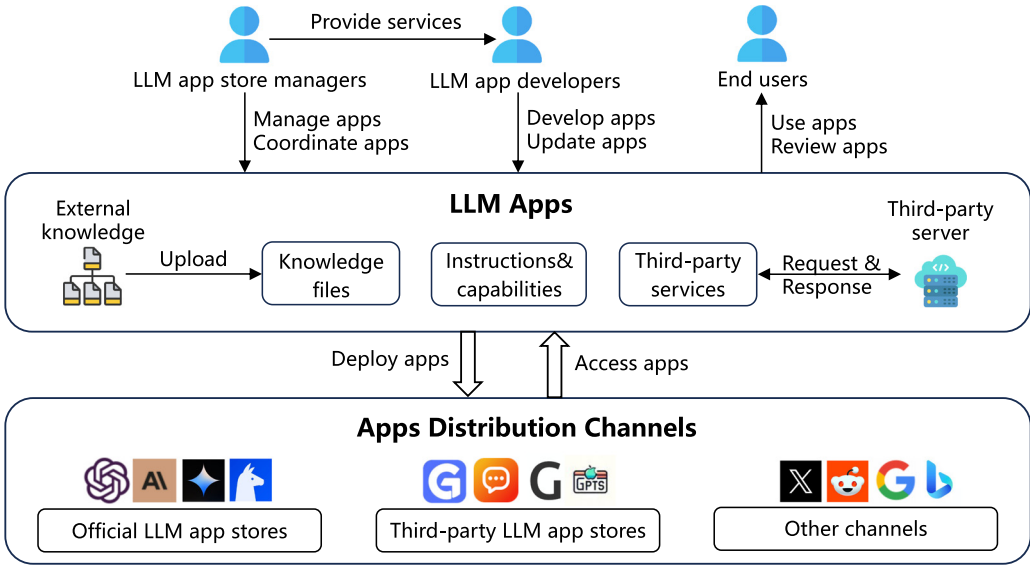 Provide services
LLM app store managers
LLM app developers
End users
Manage apps
Coordinate apps
Develop apps
Update apps
Use apps
Review apps
LLM Apps
External
knowledge
Upload
Knowledge
files
Instructions&
capabilities
Third-party
services
Request &
Response
Third-party
server
</>
Deploy apps
Access apps
Apps Distribution Channels
AI
G
G
GPTS
X
G
Official LLM app stores
Third-party LLM app stores
Other channels